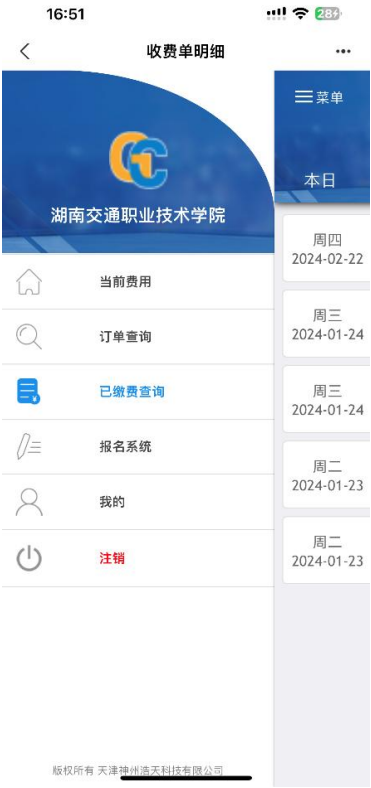 16:51
28
收费单明细
菜单
本日
湖南交通职业技术学院
当前费用
订单查询
已缴费查询
报名系统
我的
注销
周四
2024-02-22
周三
2024-01-24
周三
2024-01-24
周二
2024-01-23
周二
2024-01-23
版权所有 天津神州浩天科技有限公司